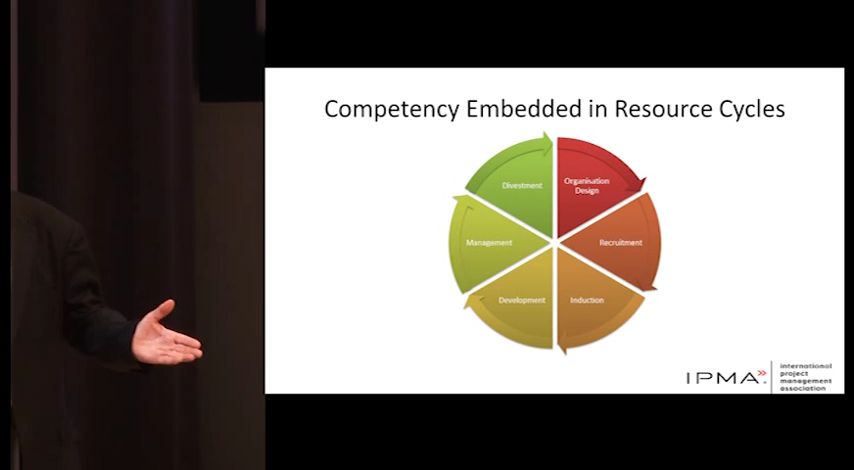 Competency Embedded in Resource Cycles
Divestment
Organisation
Design
Management
Recruitment
Development
Induction
IPMA
international
project
management
association